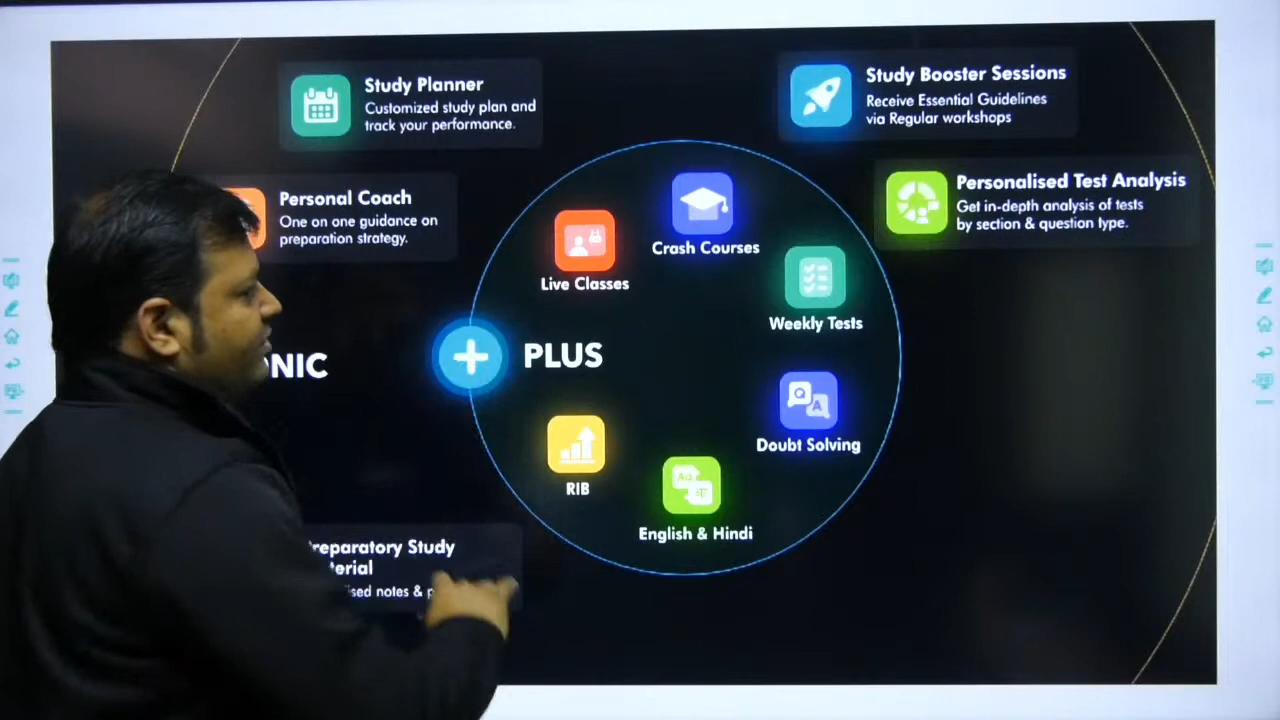 Study Planner
Customized study plan and
track your performance.
Study Booster Sessions
Receive Essential Guidelines
via Regular workshops
Personal Coach
One on one guidance on
preparation strategy.
Personalised Test Analysis
Get in-depth analysis of tests
by section & question type.
Crash Courses
Live Classes
Weekly Tests
NIC
PLUS
Q
A
Doubt Solving
RIB
English & Hindi
reparatory Study
terial
ised notes & p